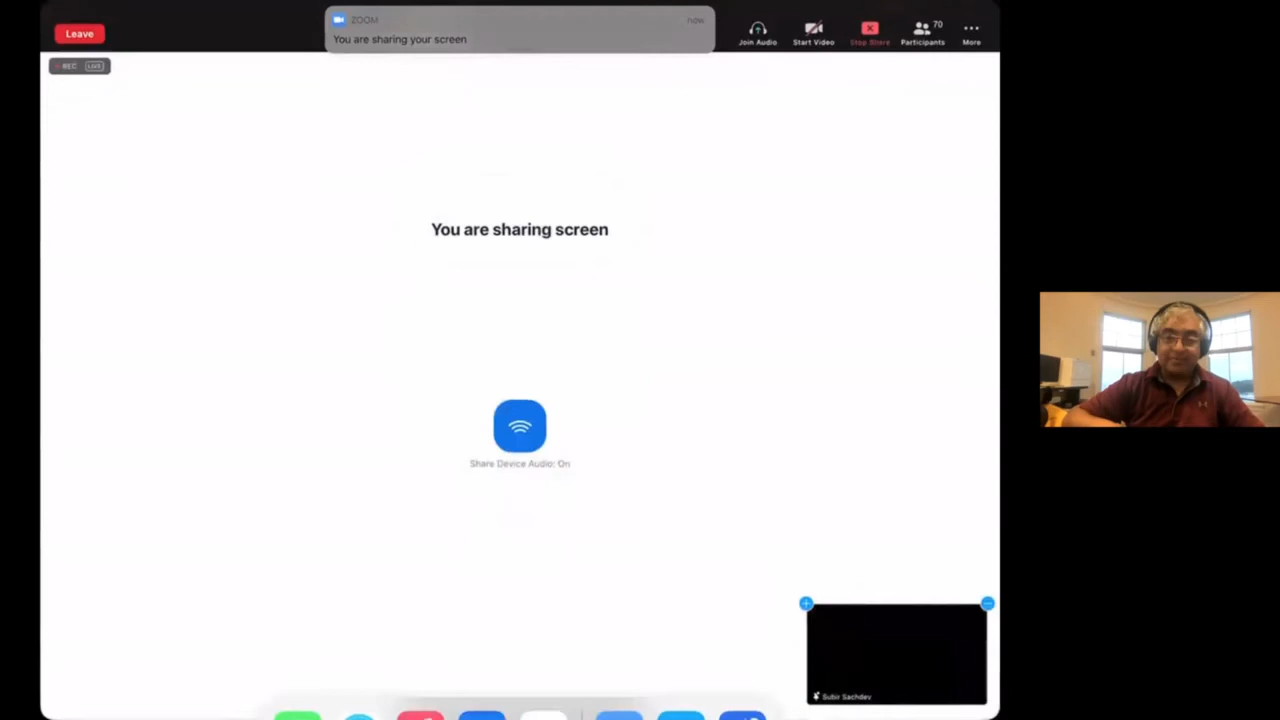 Leave
ZOOM
now
You are sharing your screen
Join Audio
Start Video
Stop Share
Participants
70
More
REC
LIVE
You are sharing screen
Share Device Audio: On
Subir Sachdev